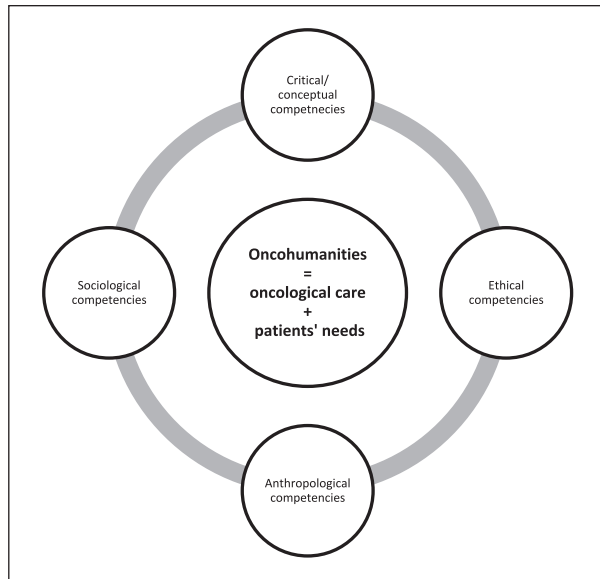 Critical/
conceptual
competnecies
Sociological
competencies
Oncohumanities
=
oncological care
+
patients' needs
Ethical
competencies
Anthropological
competencies